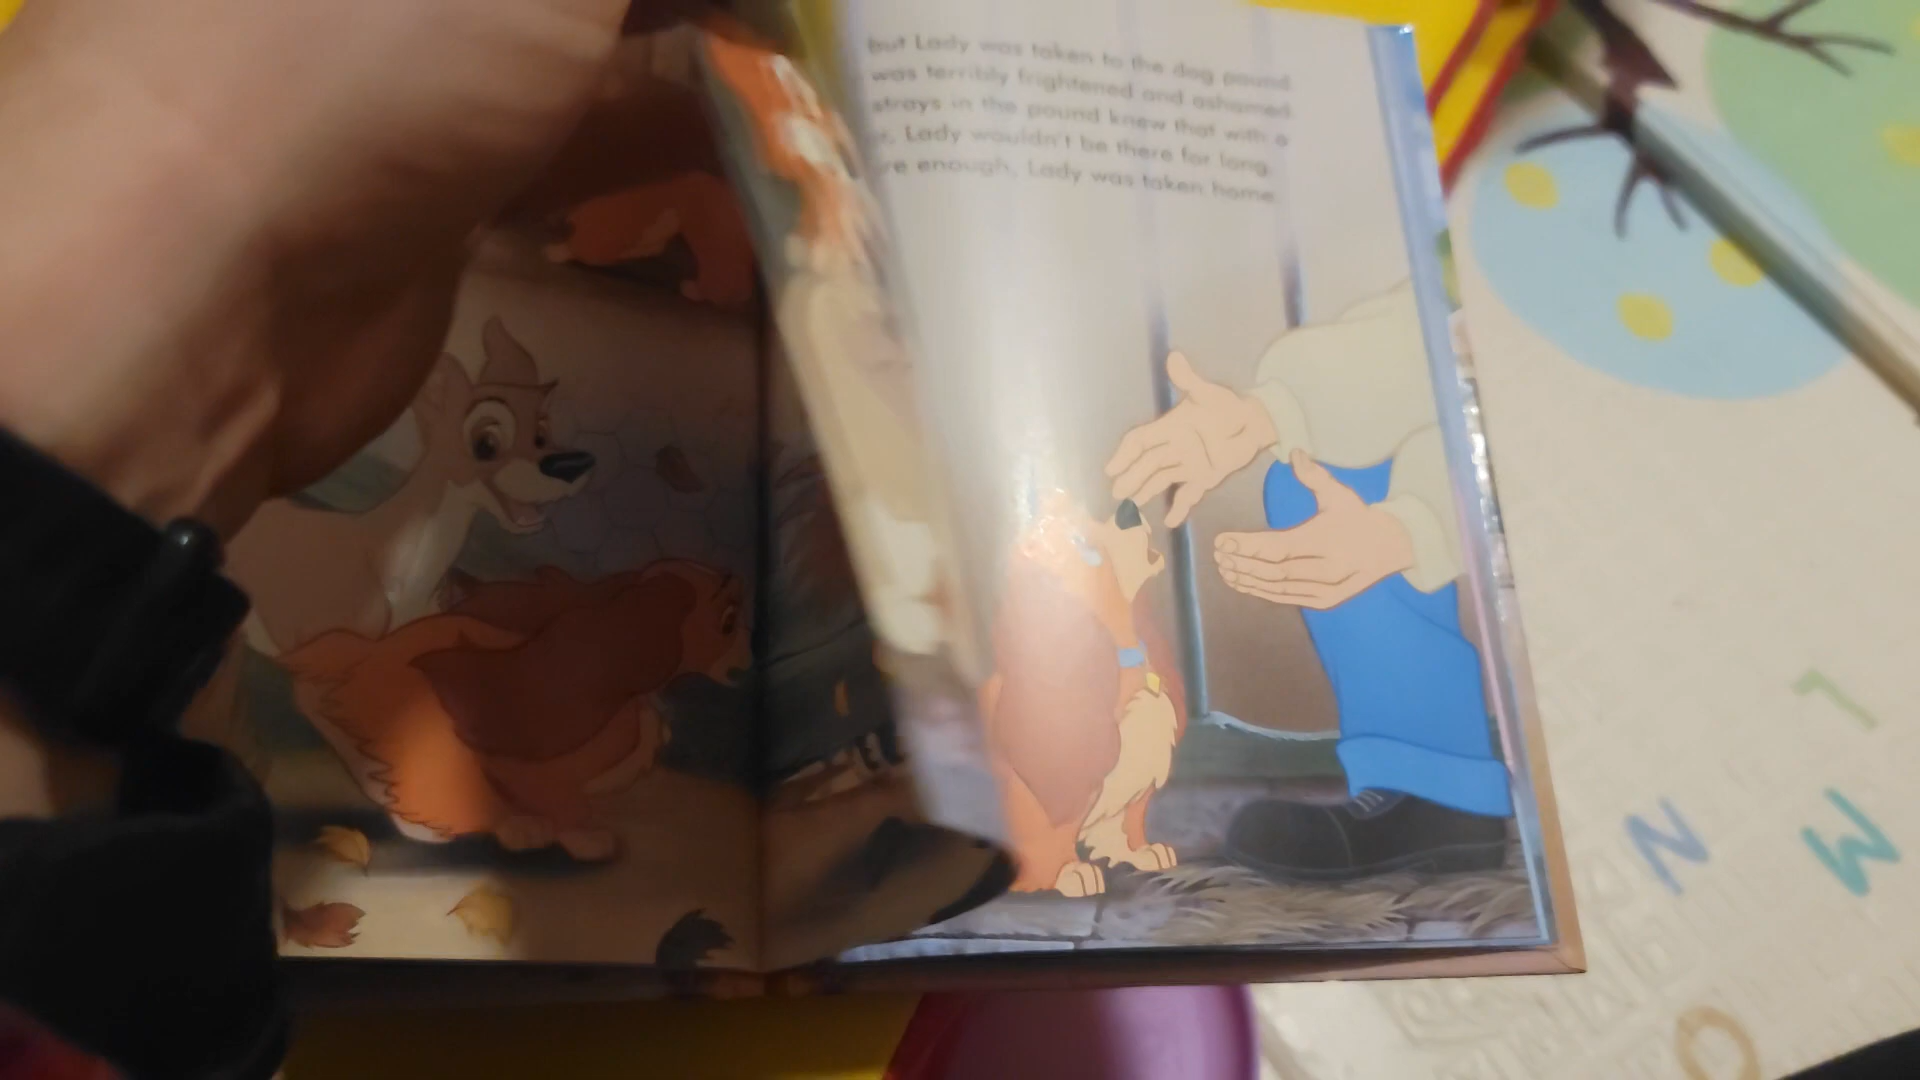 but Lady was taken to the dog pound
was terribly frightened and ashamed
strays in the pound knew that with a
Lady wouldn't be there for long.
enough, Lady was taken home.
L
N
M
O